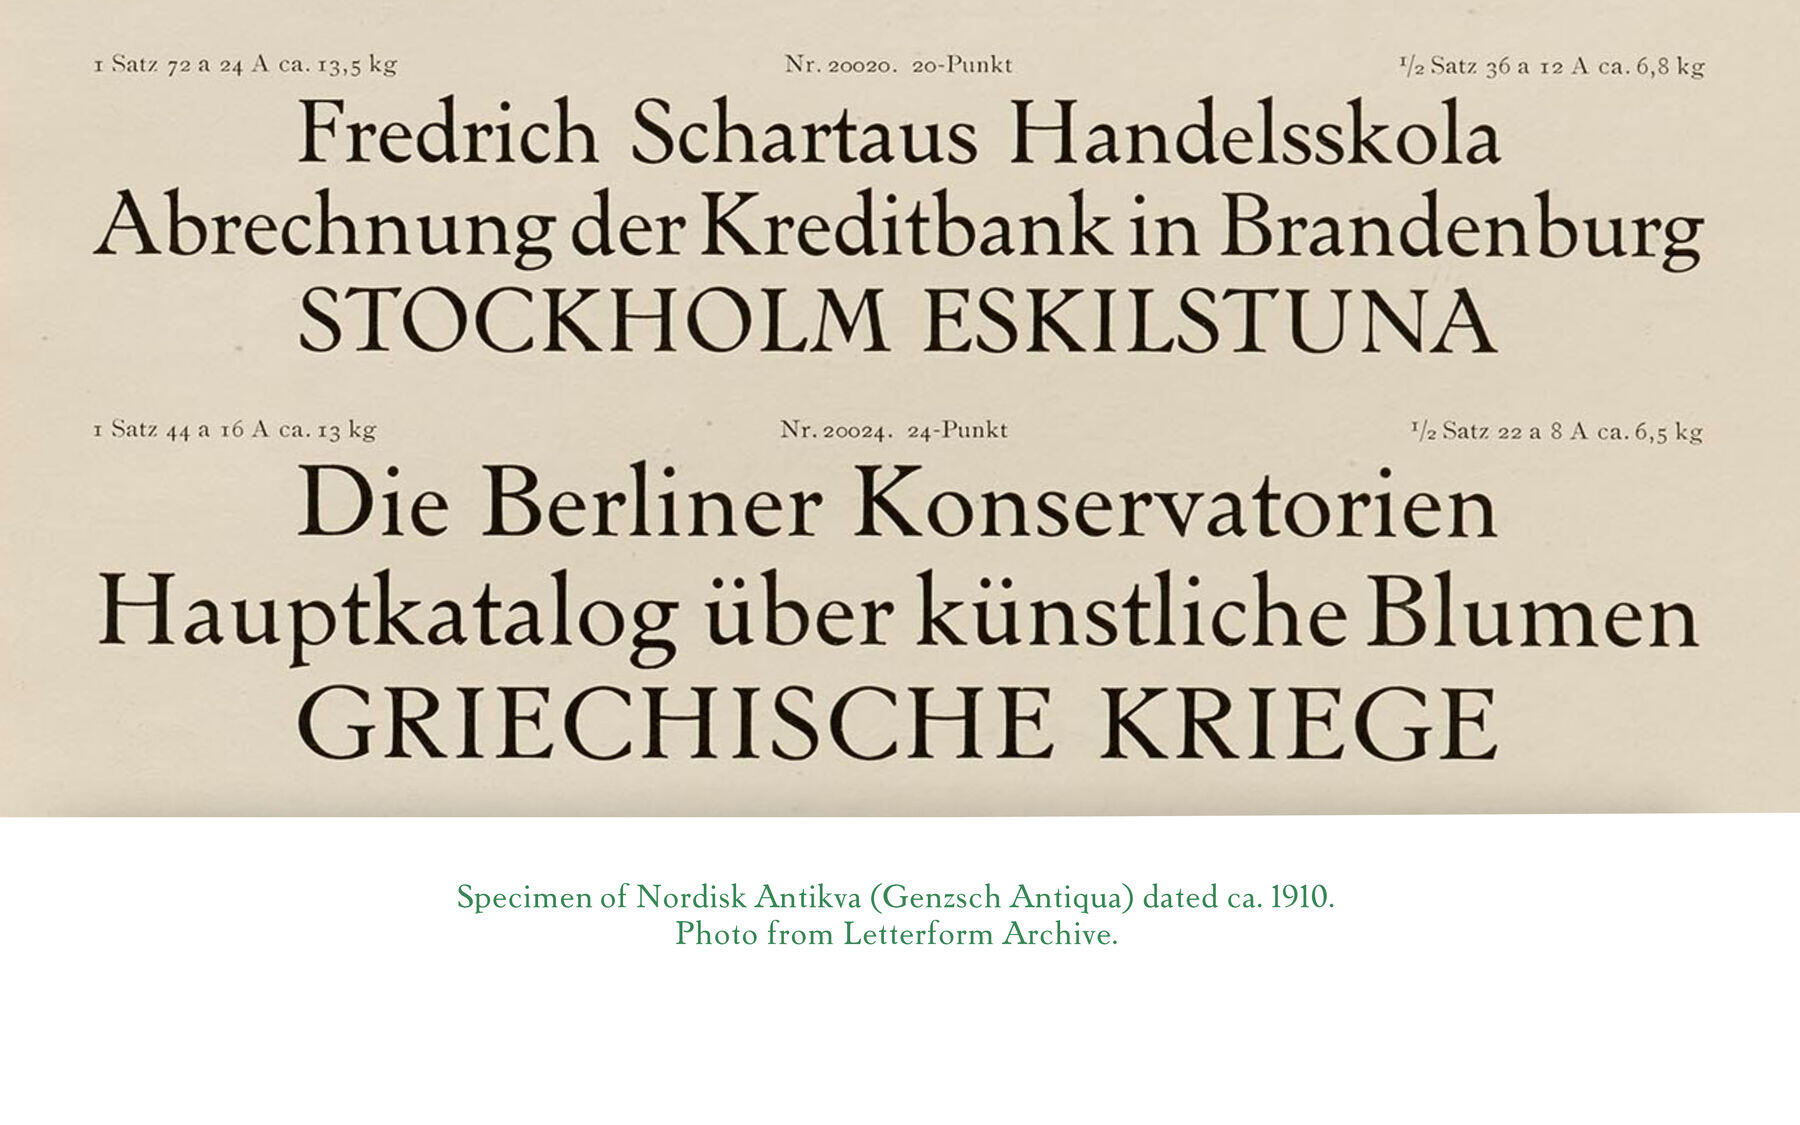 1 Satz 72 a 24 A ca. 13,5 kg Nr. 20020. 20-Punkt 1/2 Satz 36 a 12 A ca. 6,8 kg
Fredrich Schartaus Handelsskola
Abrechnung der Kreditbank in Brandenburg
STOCKHOLM ESKILSTUNA
1 Satz 44 a 16 A ca. 13 kg Nr. 20024. 24-Punkt 1/2 Satz 22 a 8 A ca. 6,5 kg
Die Berliner Konservatorien
Hauptkatalog über künstliche Blumen
GRIECHISCHE KRIEGE
Specimen of Nordisk Antikva (Genzsch Antiqua) dated ca. 1910.
Photo from Letterform Archive.